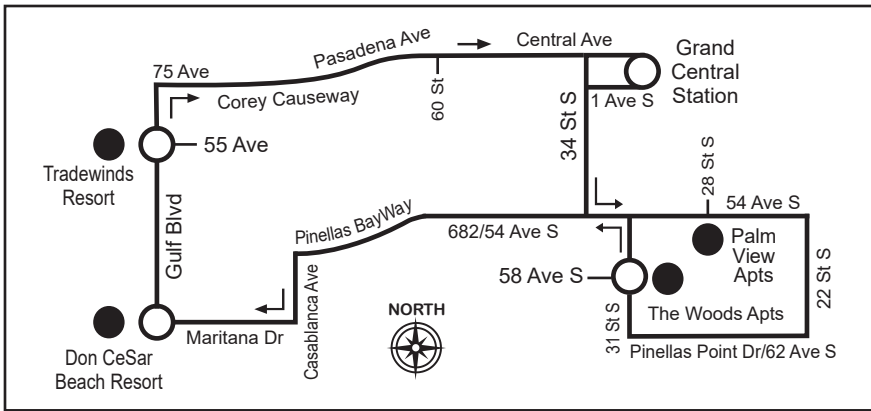 Pasadena Ave
Central Ave
Grand
Central
Station
75 Ave
Corey Causeway
60 St
1 Ave S
55 Ave
34 St S
28 St S
Tradewinds
Resort
Gulf Blvd
Pinellas BayWay
682/54 Ave S
54 Ave S
Palm
View
Apts
58 Ave S
22 St S
Casablanca Ave
NORTH
The Woods Apts
31 St S
Maritana Dr
Don CeSar
Beach Resort
Pinellas Point Dr/62 Ave S